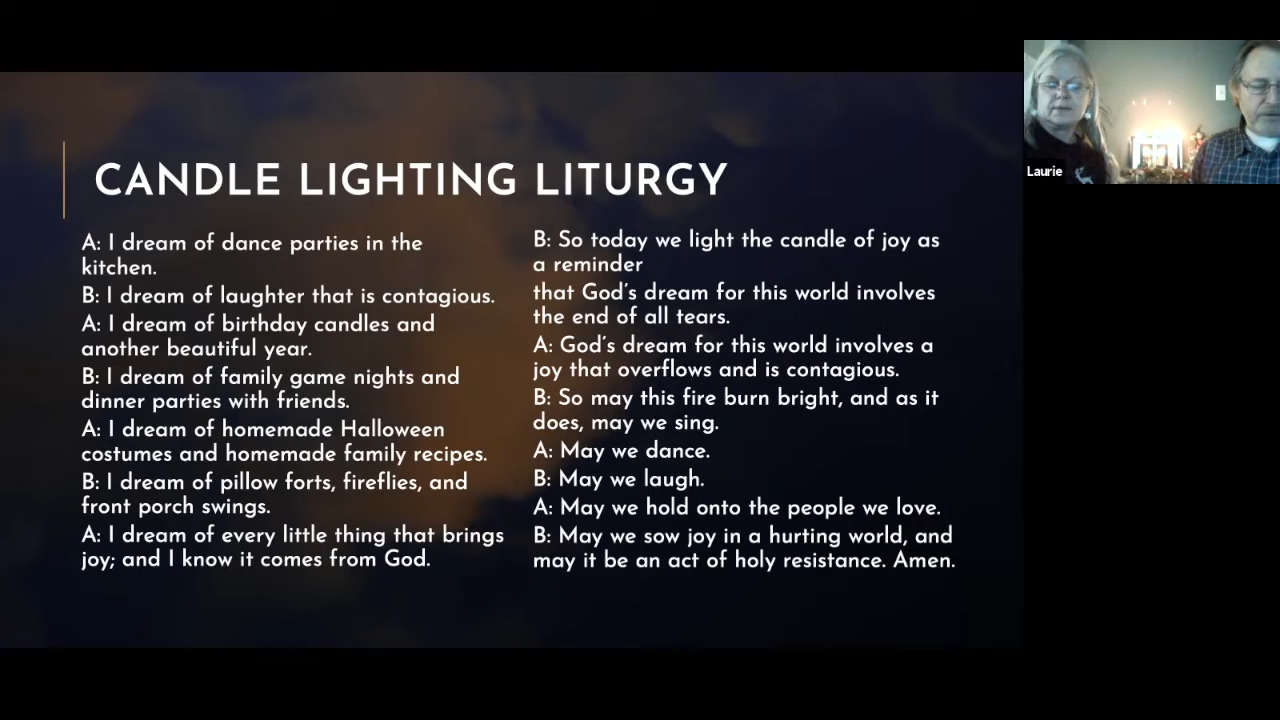 CANDLE LIGHTING LITURGY
A: I dream of dance parties in the
kitchen.
B: I dream of laughter that is contagious.
A: I dream of birthday candles and
another beautiful year.
B: I dream of family game nights and
dinner parties with friends.
A: I dream of homemade Halloween
costumes and homemade family recipes.
B: I dream of pillow forts, fireflies, and
front porch swings.
A: I dream of every little thing that brings
joy; and I know it comes from God.
B: So today we light the candle of joy as
a reminder
that God's dream for this world involves
the end of all tears.
A: God's dream for this world involves a
joy that overflows and is contagious.
B: So may this fire burn bright, and as it
does, may we sing.
A: May we dance.
B: May we laugh.
A: May we hold onto the people we love.
B: May we sow joy in a hurting world, and
may it be an act of holy resistance. Amen.
Laurie